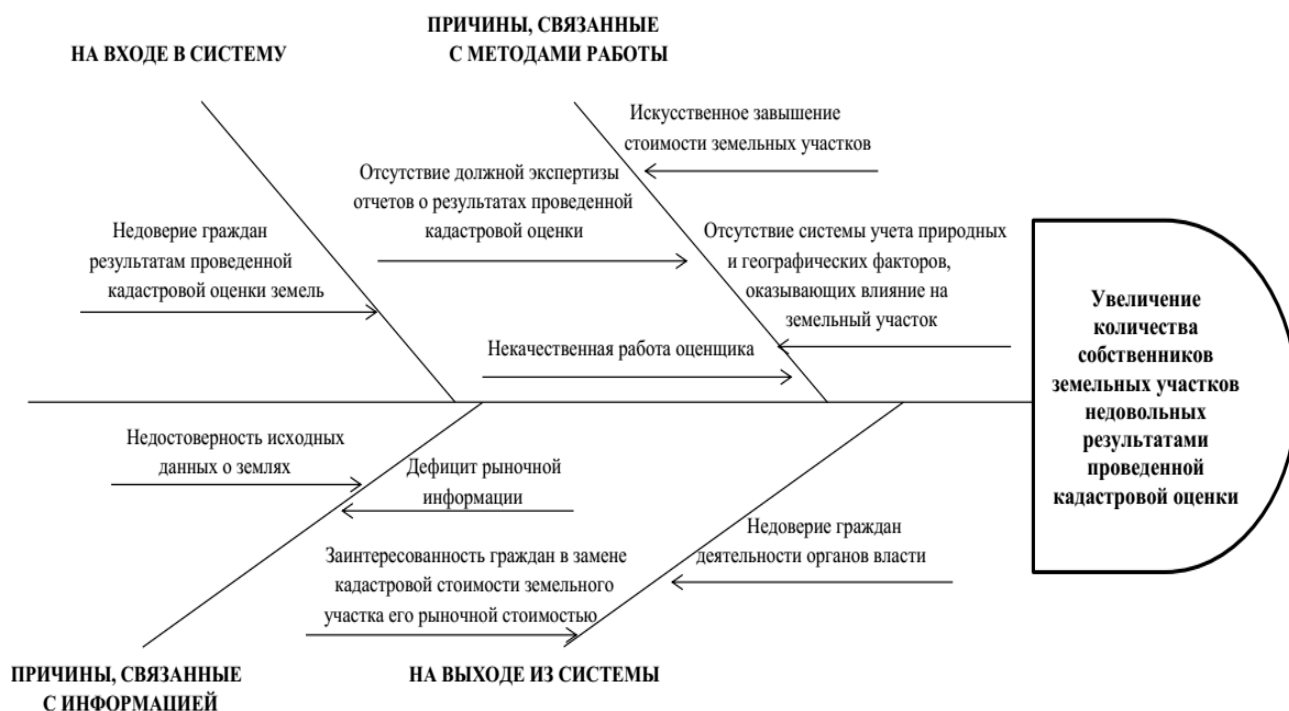 ПРИЧИНЫ, СВЯЗАННЫЕ
С МЕТОДАМИ РАБОТЫ
НА ВХОДЕ В СИСТЕМУ
Искусственное завышение
стоимости земельных участков
Отсутствие должной экспертизы
отчетов о результатах проведенной
кадастровой оценки
Недоверие граждан
результатам проведенной
кадастровой оценки земель
Отсутствие системы учета природных
и географических факторов,
оказывающих влияние на
земельный участок
Некачественная работа оценщика
Увеличение
количества
собственников
земельных участков
недовольных
результатами
проведенной
кадастровой оценки
Недостоверность исходных
данных о землях
Дефицит рыночной
информации
Заинтересованность граждан в замене
кадастровой стоимости земельного
участка его рыночной стоимостью
Недоверие граждан
деятельности органов власти
ПРИЧИНЫ, СВЯЗАННЫЕ
С ИНФОРМАЦИЕЙ
НА ВЫХОДЕ ИЗ СИСТЕМЫ